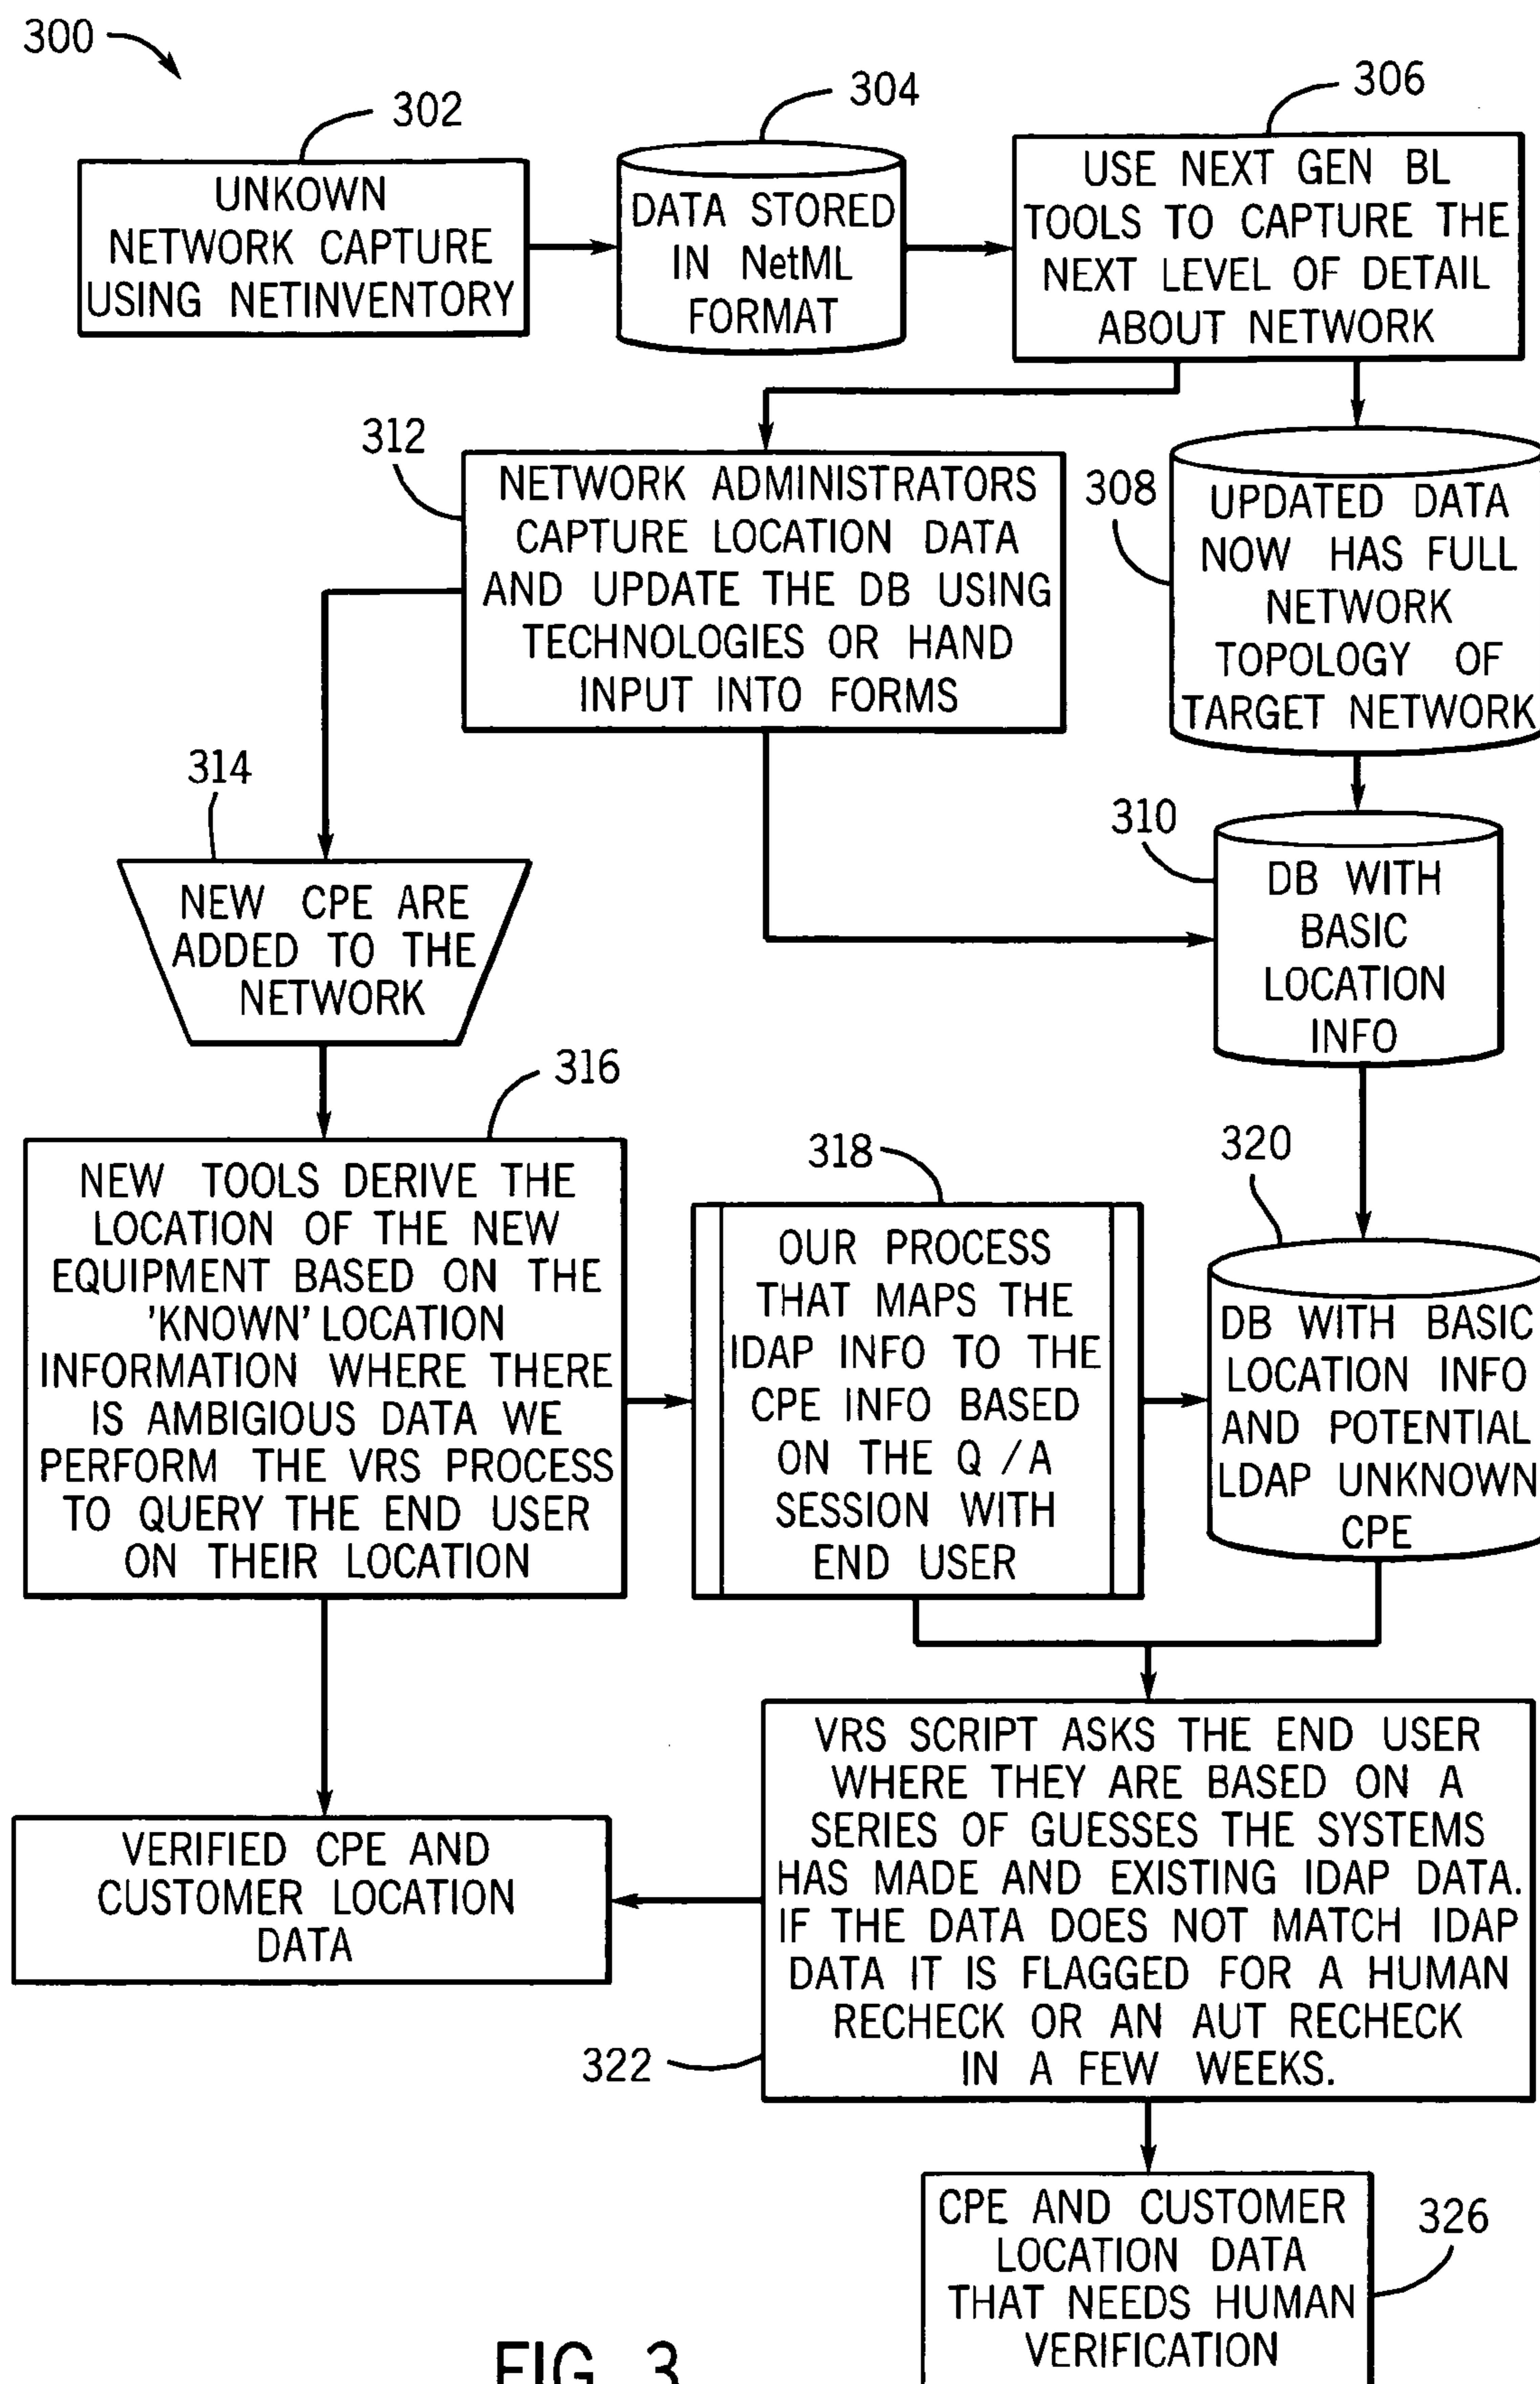 300
302
304
306
UNKOWN
NETWORK CAPTURE
USING NETINVENTORY
DATA STORED
IN NetML
FORMAT
USE NEXT GEN BL
TOOLS TO CAPTURE THE
NEXT LEVEL OF DETAIL
ABOUT NETWORK
312
NETWORK ADMINISTRATORS
CAPTURE LOCATION DATA
AND UPDATE THE DB USING
TECHNOLOGIES OR HAND
INPUT INTO FORMS
308
UPDATED DATA
NOW HAS FULL
NETWORK
TOPOLOGY OF
TARGET NETWORK
314
NEW CPE ARE
ADDED TO THE
NETWORK
310
DB WITH
BASIC
LOCATION
INFO
316
NEW TOOLS DERIVE THE
LOCATION OF THE NEW
EQUIPMENT BASED ON THE
'KNOWN' LOCATION
INFORMATION WHERE THERE
IS AMBIGIOUS DATA WE
PERFORM THE VRS PROCESS
TO QUERY THE END USER
ON THEIR LOCATION
318
OUR PROCESS
THAT MAPS THE
IDAP INFO TO THE
CPE INFO BASED
ON THE Q / A
SESSION WITH
END USER
320
DB WITH BASIC
LOCATION INFO
AND POTENTIAL
LDAP UNKNOWN
CPE
VERIFIED CPE AND
CUSTOMER LOCATION
DATA
VRS SCRIPT ASKS THE END USER
WHERE THEY ARE BASED ON A
SERIES OF GUESSES THE SYSTEMS
HAS MADE AND EXISTING IDAP DATA.
IF THE DATA DOES NOT MATCH IDAP
DATA IT IS FLAGGED FOR A HUMAN
RECHECK OR AN AUT RECHECK
IN A FEW WEEKS.
322
CPE AND CUSTOMER
LOCATION DATA
THAT NEEDS HUMAN
VERIFICATION
326
FIG. 3